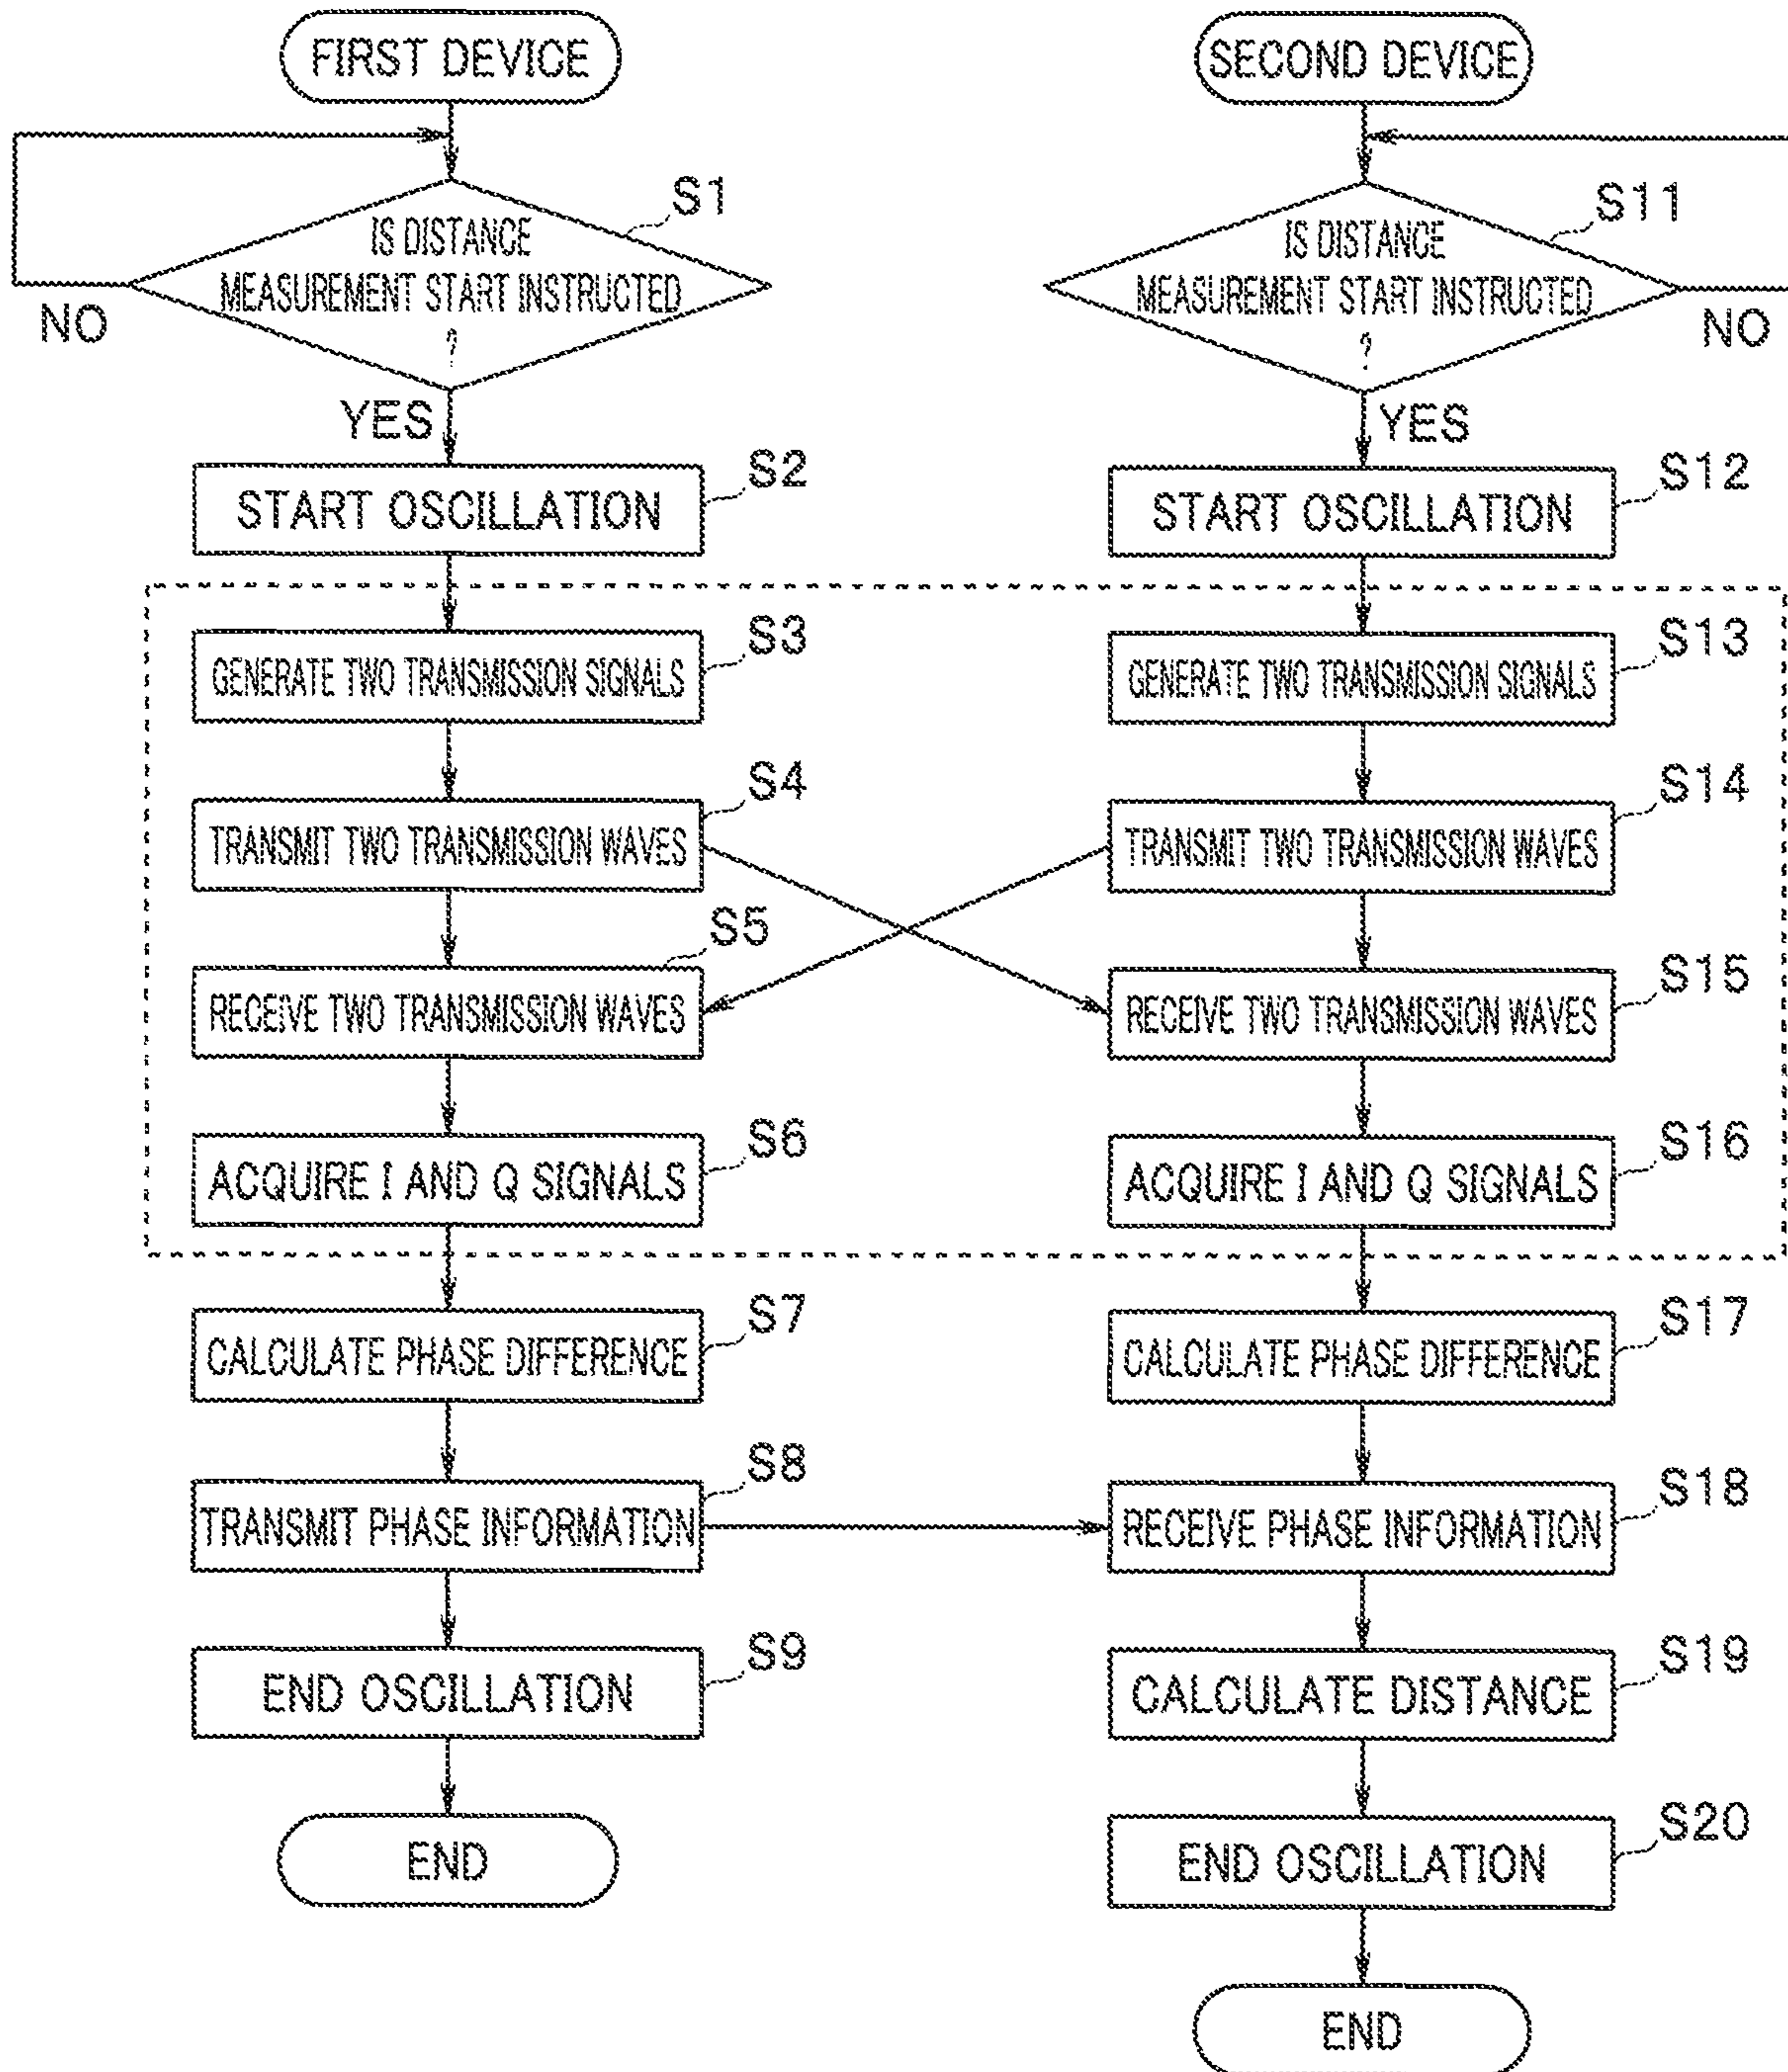 FIRST DEVICE
S1
IS DISTANCE
MEASUREMENT START INSTRUCTED
?
NO
YES
S2
START OSCILLATION
S3
GENERATE TWO TRANSMISSION SIGNALS
S4
TRANSMIT TWO TRANSMISSION WAVES
S5
RECEIVE TWO TRANSMISSION WAVES
S6
ACQUIRE I AND Q SIGNALS
S7
CALCULATE PHASE DIFFERENCE
S8
TRANSMIT PHASE INFORMATION
S9
END OSCILLATION
END
SECOND DEVICE
S11
IS DISTANCE
MEASUREMENT START INSTRUCTED
?
NO
YES
S12
START OSCILLATION
S13
GENERATE TWO TRANSMISSION SIGNALS
S14
TRANSMIT TWO TRANSMISSION WAVES
S15
RECEIVE TWO TRANSMISSION WAVES
S16
ACQUIRE I AND Q SIGNALS
S17
CALCULATE PHASE DIFFERENCE
S18
RECEIVE PHASE INFORMATION
S19
CALCULATE DISTANCE
S20
END OSCILLATION
END